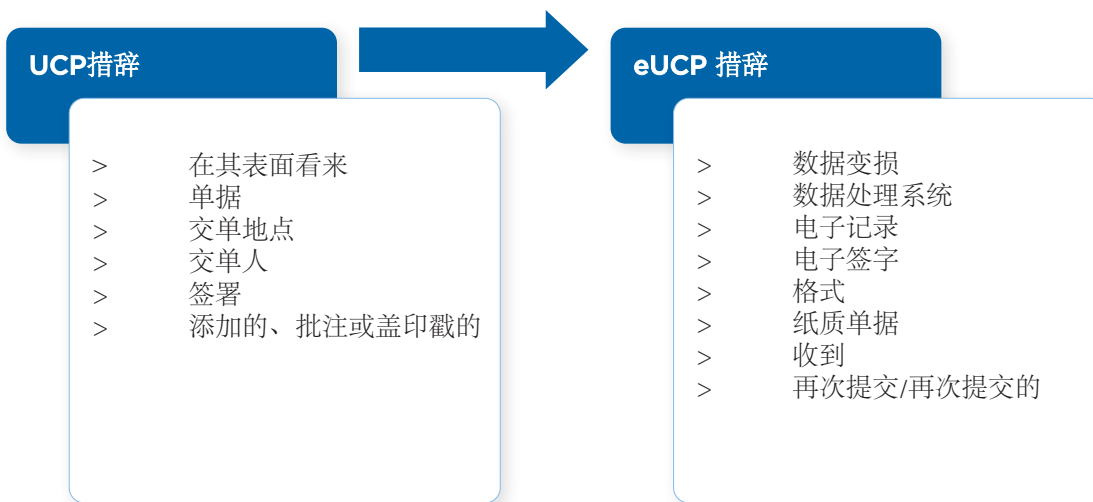 UCP措辞
> 在其表面看来
> 单据
> 交单地点
> 交单人
> 签署
> 添加的、批注或盖印戳的
eUCP 措辞
> 数据变损
> 数据处理系统
> 电子记录
> 电子签字
> 格式
> 纸质单据
> 收到
> 再次提交/再次提交的